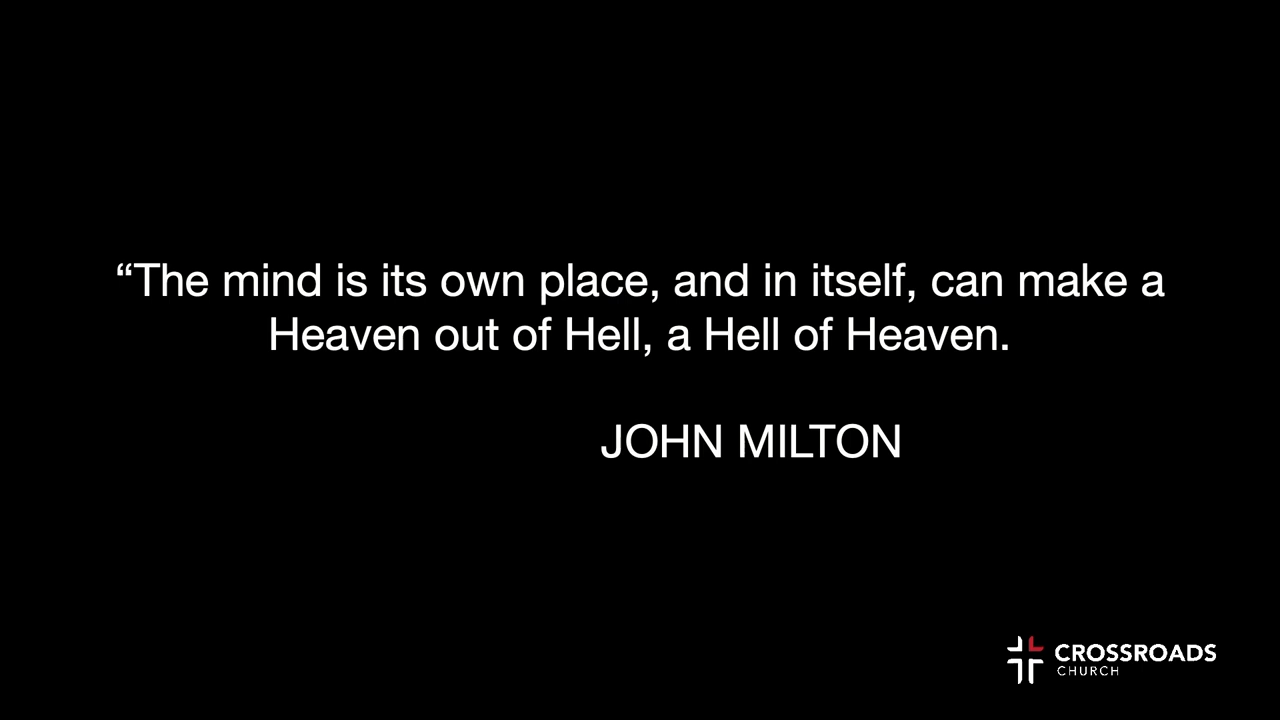 “The mind is its own place, and in itself, can make a
Heaven out of Hell, a Hell of Heaven.
JOHN MILTON
CROSSROADS
CHURCH